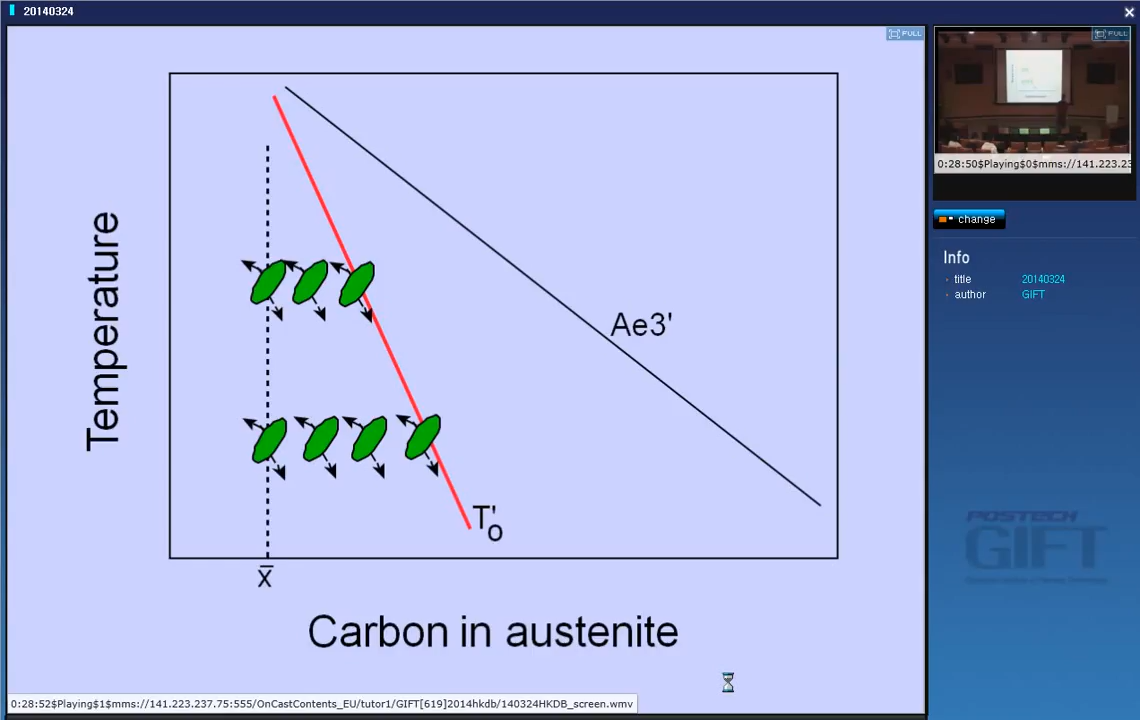 20140324
FULL
FULL
Temperature
Ae3'
T'o
x̄
Carbon in austenite
0:28:50$Playing$0$mms://141.223.23
change
Info
title 20140324
author GIFT
POSTECH
GIFT
0:28:52$Playing$1$mms://141.223.237.75:555/OnCastContents_EU/tutor1/GIFT[619]2014hkdb/140324HKDB_screen.wmv